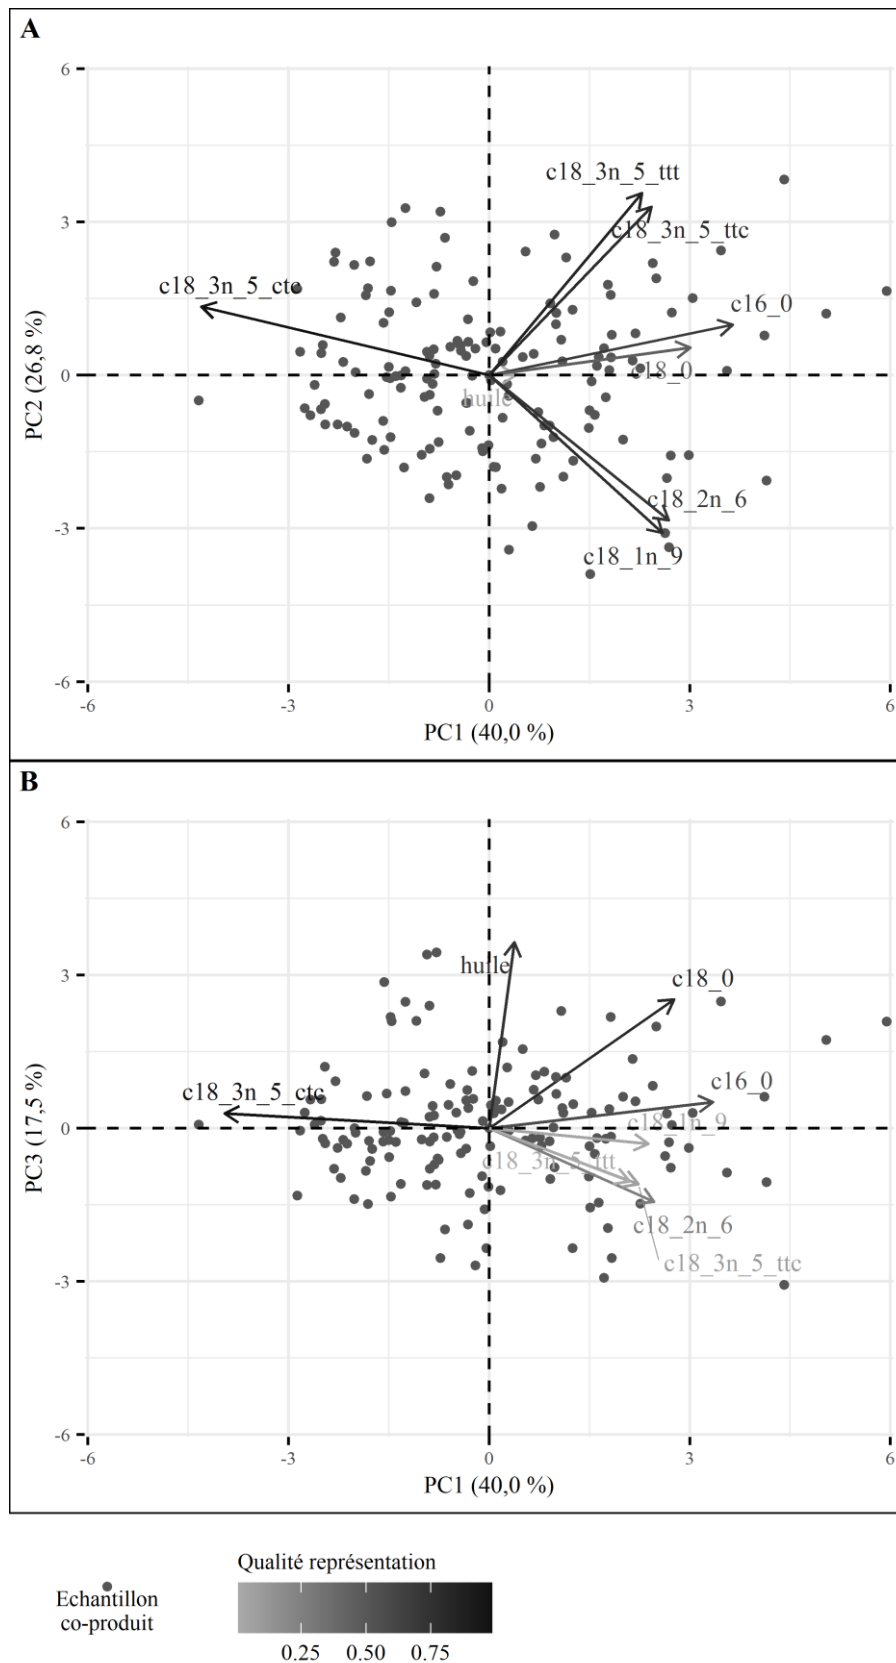 A
6
c18_3n_5_ttt
3
c18_3n_5_ttc
c18_3n_5_ctc
c16_0
0
c18_0
huile
PC2 (26,8 %)
c18_2n_6
-3
c18_1n_9
-6
-6 -3 0 3 6
PC1 (40,0 %)
B
6
huile
3
c18_0
c18_3n_5_ctc
c16_0
c18_1n_9
0
PC3 (17,5 %)
c18_3n_5_ttt
c18_2n_6
c18_3n_5_ttc
-3
-6
-6 -3 0 3 6
PC1 (40,0 %)
Qualité représentation
Echantillon
co-produit
0.25 0.50 0.75